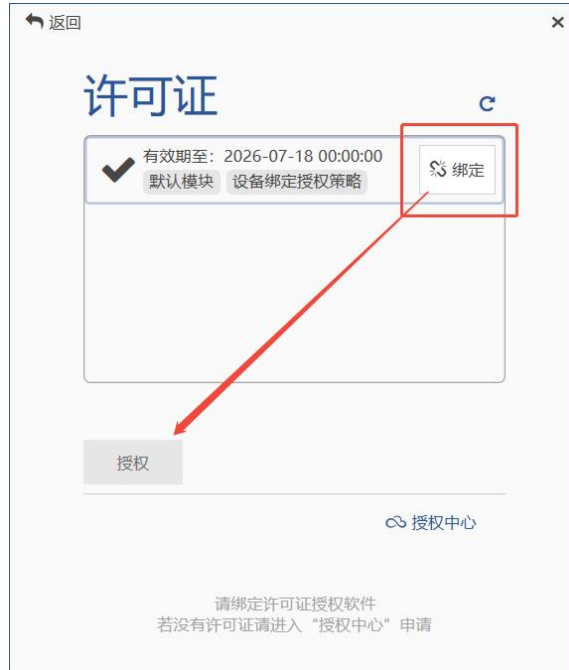 返回
许可证
有效期至：2026-07-18 00:00:00
默认模块 设备绑定授权策略
绑定
授权
授权中心
请绑定许可证授权软件
若没有许可证请进入“授权中心”申请